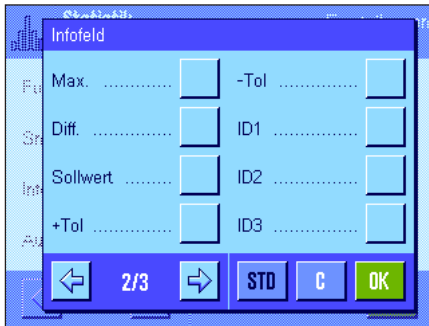 Statistik
Infofeld
Max. ............
Diff. ............
Sollwert .........
+Tol ............
-Tol ............
ID1 ............
ID2 ............
ID3 ............
2/3
STD
C
OK